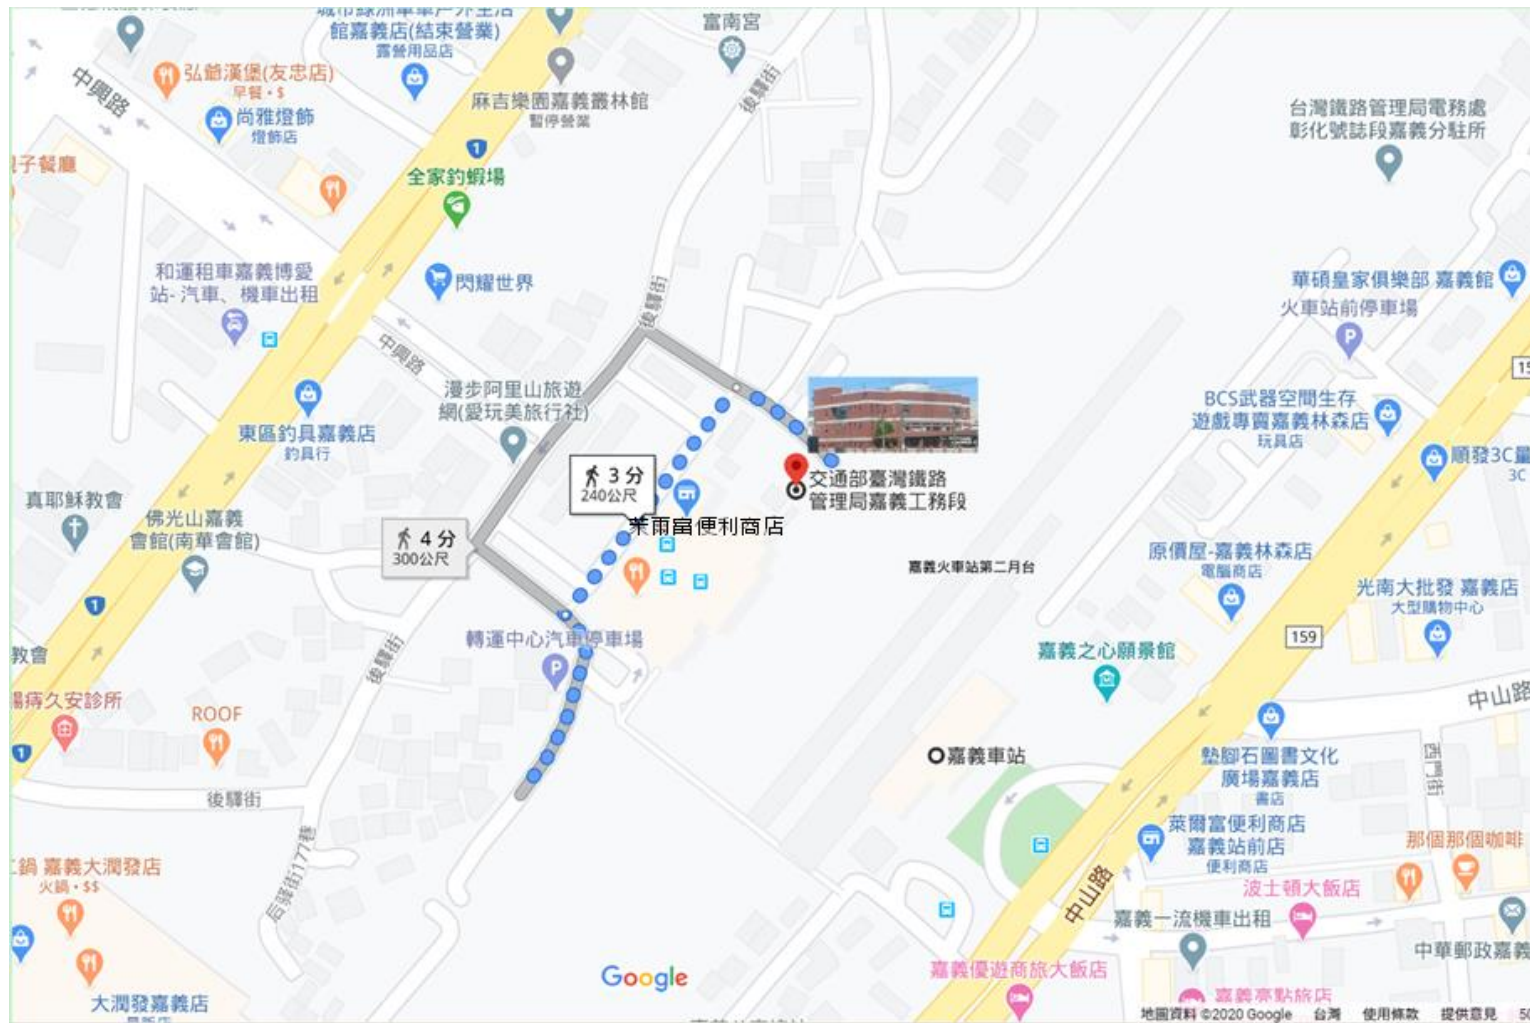 館嘉義店(結束營業)
露營用品店
富南宮
中興路
弘爺漢堡(友忠店)
早餐・$
尚雅燈飾
燈飾店
麻吉樂園嘉義叢林館
暫停營業
後驛街
台灣鐵路管理局電務處
彰化號誌段嘉義分駐所
1
子餐廳
全家釣蝦場
和運租車嘉義博愛
站- 汽車、機車出租
閃耀世界
後驛街
華碩皇家俱樂部 嘉義館
火車站前停車場
P
中興路
漫步阿里山旅遊
網(愛玩美旅行社)
東區釣具嘉義店
釣具行
BCS武器空間生存
遊戲專賣嘉義林森店
玩具店
順發3C量
3C
3 分
240公尺
交通部臺灣鐵路
管理局嘉義工務段
真耶穌教會
佛光山嘉義
會館(南華會館)
4 分
300公尺
萊爾富便利商店
嘉義火車站第二月台
原價屋-嘉義林森店
電腦商店
光南大批發 嘉義店
大型購物中心
1
轉運中心汽車停車場
P
159
教會
後驛街
嘉義之心願景館
腸痔久安診所
ROOF
中山路
1
嘉義車站
墊腳石圖書文化
廣場嘉義店
書店
西門街
後驛街
后驿街177巷
萊爾富便利商店
嘉義站前店
便利商店
那個那個咖啡
鍋 嘉義大潤發店
火鍋・$$
中山路
波士頓大飯店
嘉義一流機車出租
中華郵政嘉義
Google
嘉義優遊商旅大飯店
大潤發嘉義店
嘉義亮點旅店
地圖資料 ©2020 Google 台灣 使用條款 提供意見